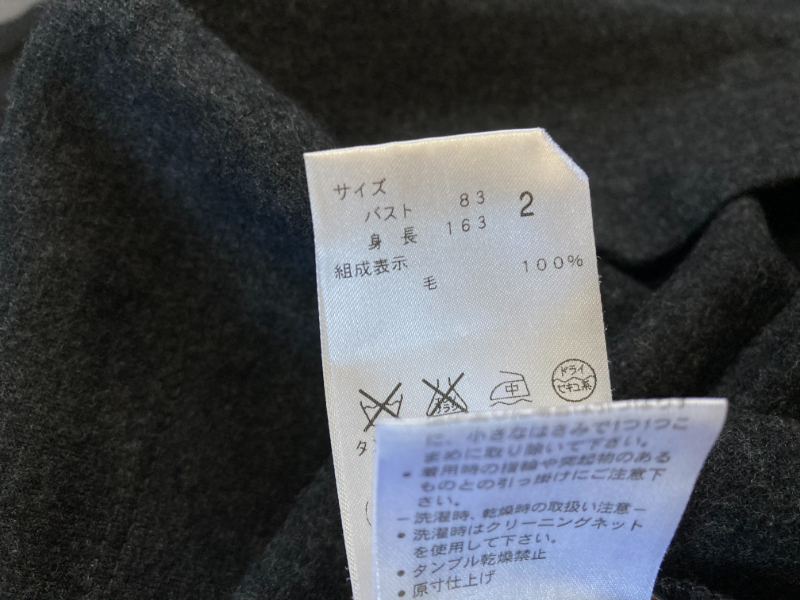 サイズ
バスト 83 2
身長 163
組成表示
毛 100%
中
ドライ
セキユ系
に、小さなはさみで1つ1つこ
まめに取り除いて下さい。
・着用時の指輪や突起物のある
ものとの引っ掛けにご注意下
さい。
－洗濯時、乾燥時の取扱い注意－
・洗濯時はクリーニングネット
を使用して下さい。
・タンブル乾燥禁止
・原寸仕上げ